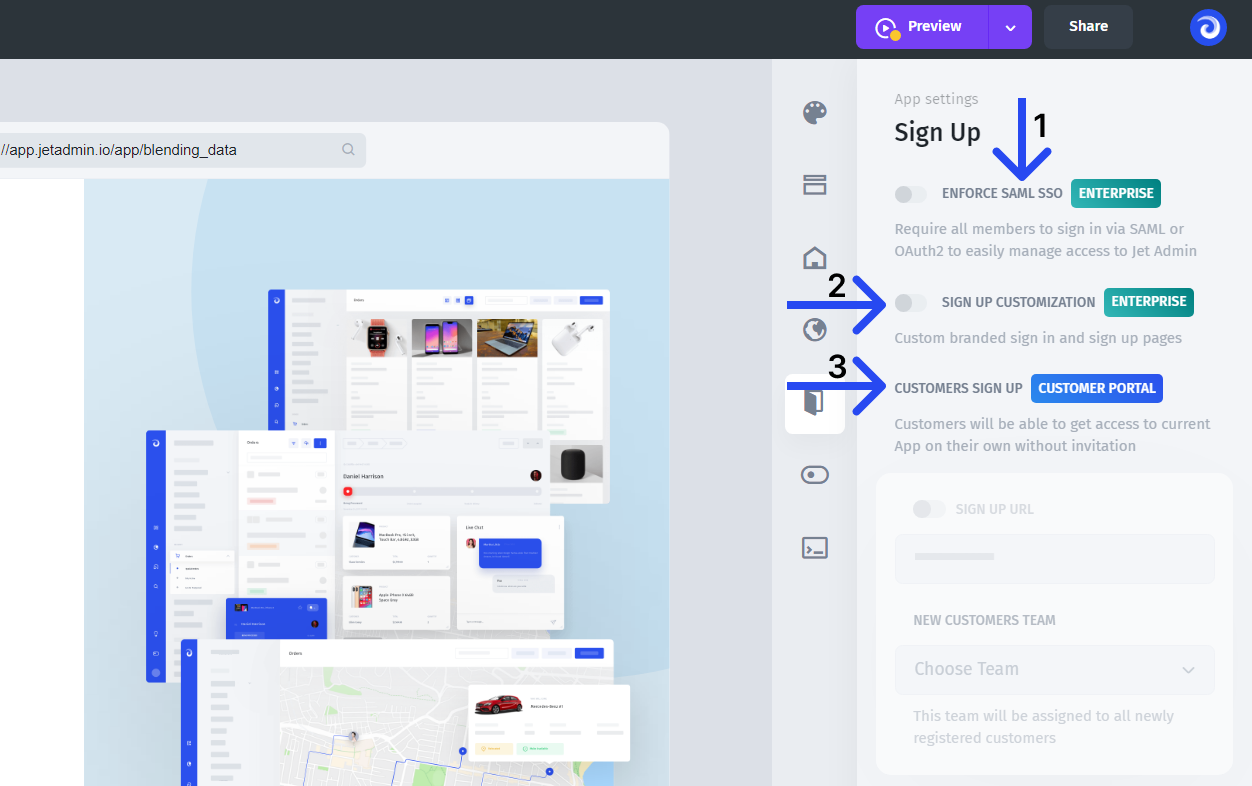 Preview
Share
App settings
Sign Up
1
//app.jetadmin.io/app/blending_data
ENFORCE SAML SSO ENTERPRISE
Require all members to sign in via SAML or
OAuth2 to easily manage access to Jet Admin
2
SIGN UP CUSTOMIZATION ENTERPRISE
Custom branded sign in and sign up pages
3
CUSTOMERS SIGN UP CUSTOMER PORTAL
Customers will be able to get access to current
App on their own without invitation
SIGN UP URL
NEW CUSTOMERS TEAM
Choose Team
This team will be assigned to all newly
registered customers
Orders
Orders
Daniel Harrison
Live Chat
Orders